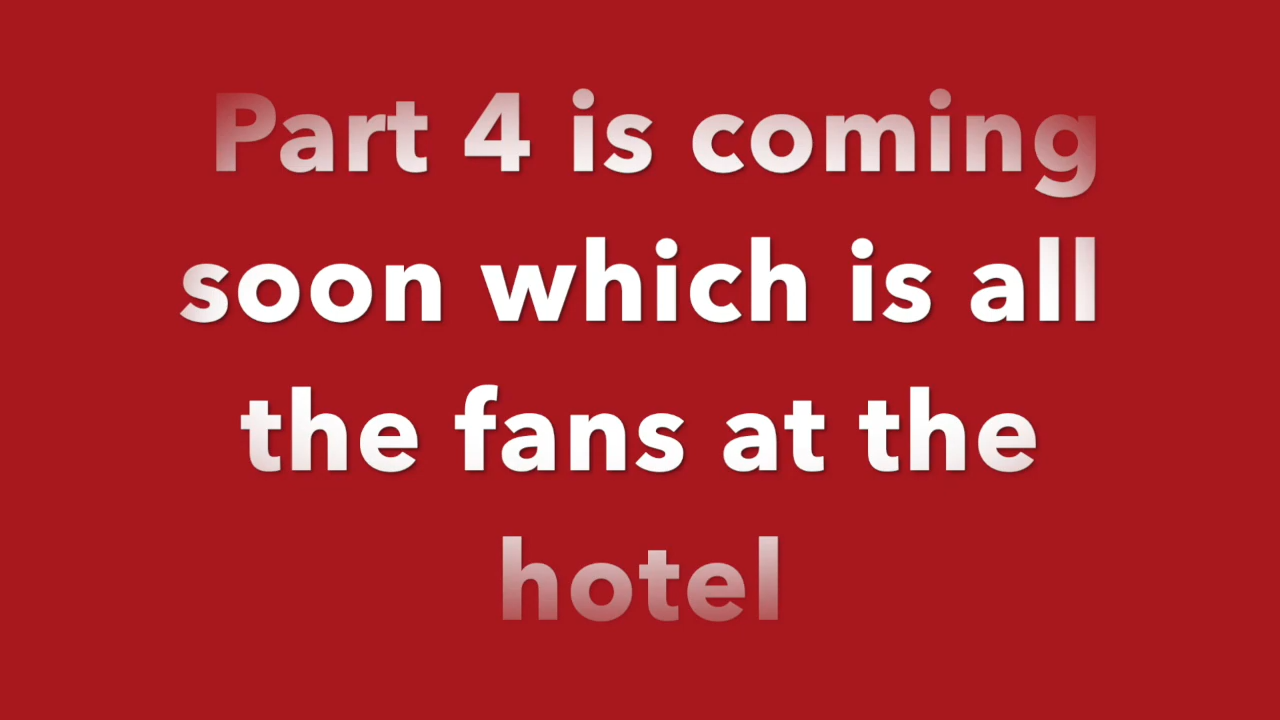 Part 4 is coming
soon which is all
the fans at the
hotel